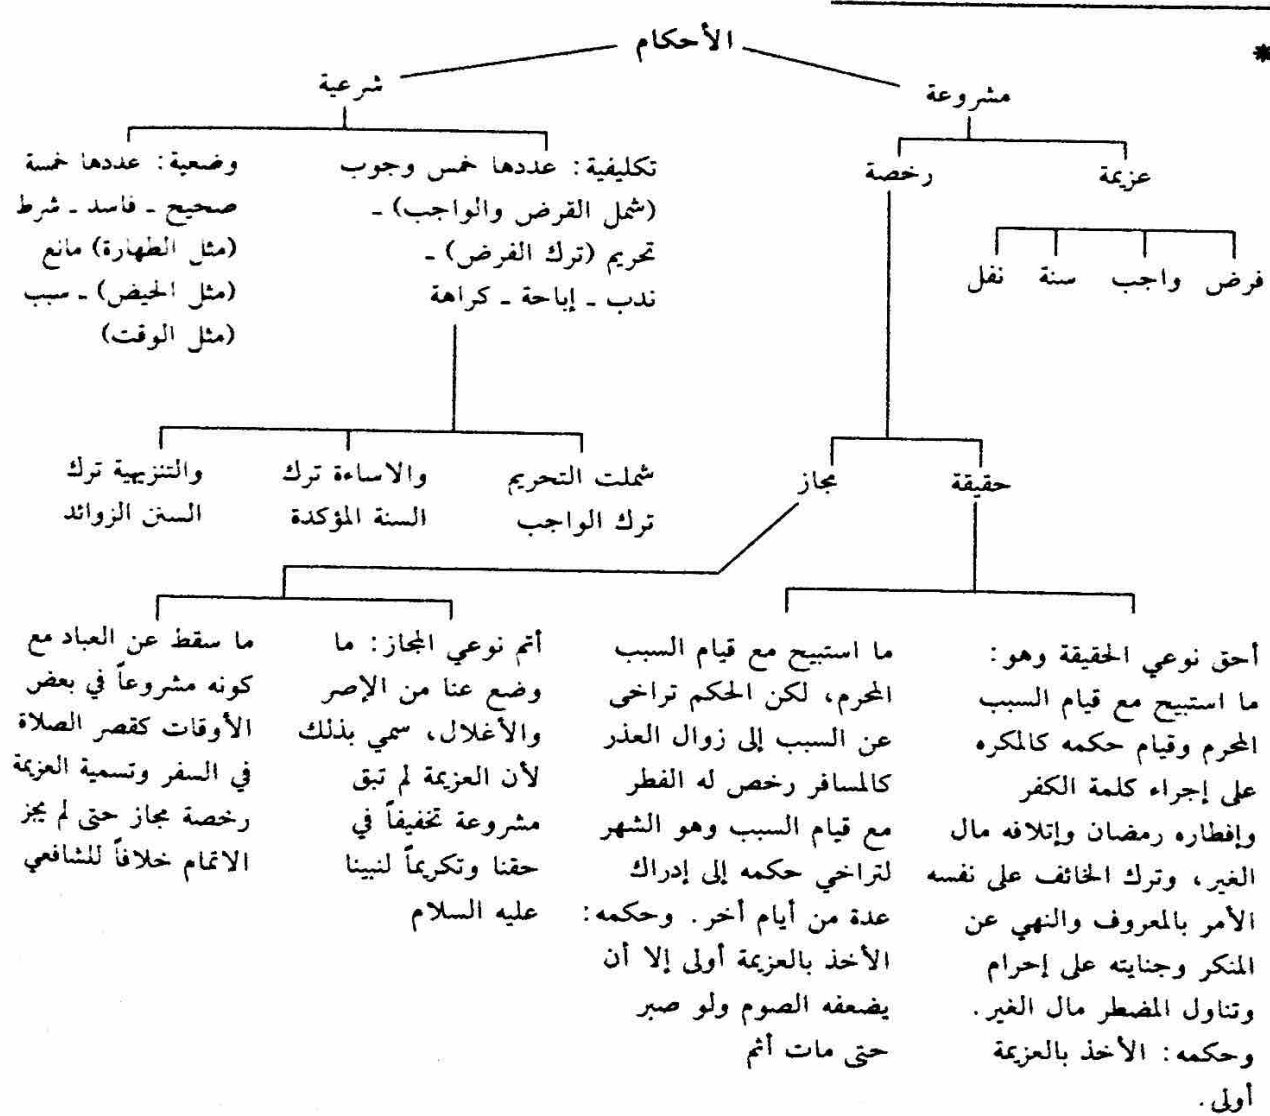 *
الأحكام
مشروعة
شرعية
عزيمة
رخصة
فرض واجب سنة نفل
تكليفية: عددها خمس وجوب
(شمل القرض والواجب) -
تحريم (ترك الفرض) -
ندب - إباحة - كراهة
وضعية: عددها خمسة
صحيح - فاسد - شرط
(مثل الطهارة) مانع
(مثل الحيض) - سبب
(مثل الوقت)
حقيقة
مجاز
شملت التحريم
ترك الواجب
والاساءة ترك
السنة المؤكدة
والتنزيهية ترك
السنن الزوائد
أحق نوعي الحقيقة وهو:
ما استبيح مع قيام السبب
المحرم وقيام حكمه كالمكره
على إجراء كلمة الكفر
وإفطاره رمضان وإتلافه مال
الغير، وترك الخائف على نفسه
الأمر بالمعروف والنهي عن
المنكر وجنايته على إحرام
وتناول المضطر مال الغير.
وحكمه: الأخذ بالعزيمة
أولى.
ما استبيح مع قيام السبب
المحرم، لكن الحكم تراخى
عن السبب إلى زوال العذر
كالمسافر رخص له الفطر
مع قيام السبب وهو الشهر
لتراخي حكمه إلى إدراك
عدة من أيام أخر. وحكمه:
الأخذ بالعزيمة أولى إلا أن
يضعفه الصوم ولو صبر
حتى مات أثم
أتم نوعي المجاز: ما
وضع عنا من الإصر
والأغلال، سمي بذلك
لأن العزيمة لم تبق
مشروعة تخفيفاً في
حقنا وتكريماً لنبينا
عليه السلام
ما سقط عن العباد مع
كونه مشروعاً في بعض
الأوقات كقصر الصلاة
في السفر وتسمية العزيمة
رخصة مجاز حتى لم يجز
الاتمام خلافاً للشافعي